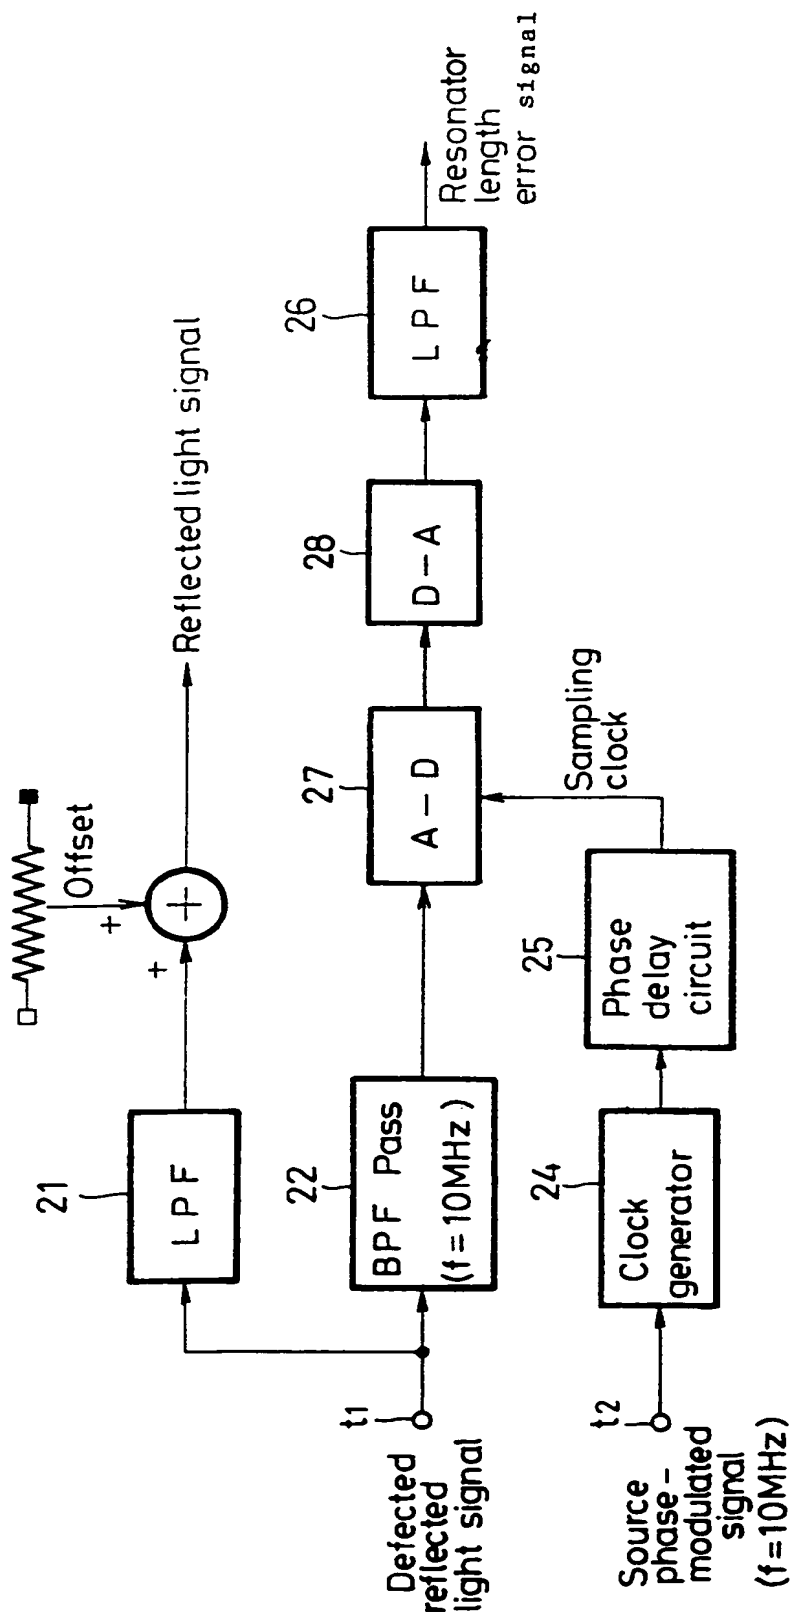 Offset
+
+
Reflected light signal
21
LPF
t1
Defected
reflected
light signal
22
BPF Pass
(f=10MHz)
27
A-D
28
D-A
26
LPF
Resonator
length
error signal
Sampling
clock
t2
Source
phase-
modulated
signal
(f=10MHz)
24
Clock
generator
25
Phase
delay
circuit